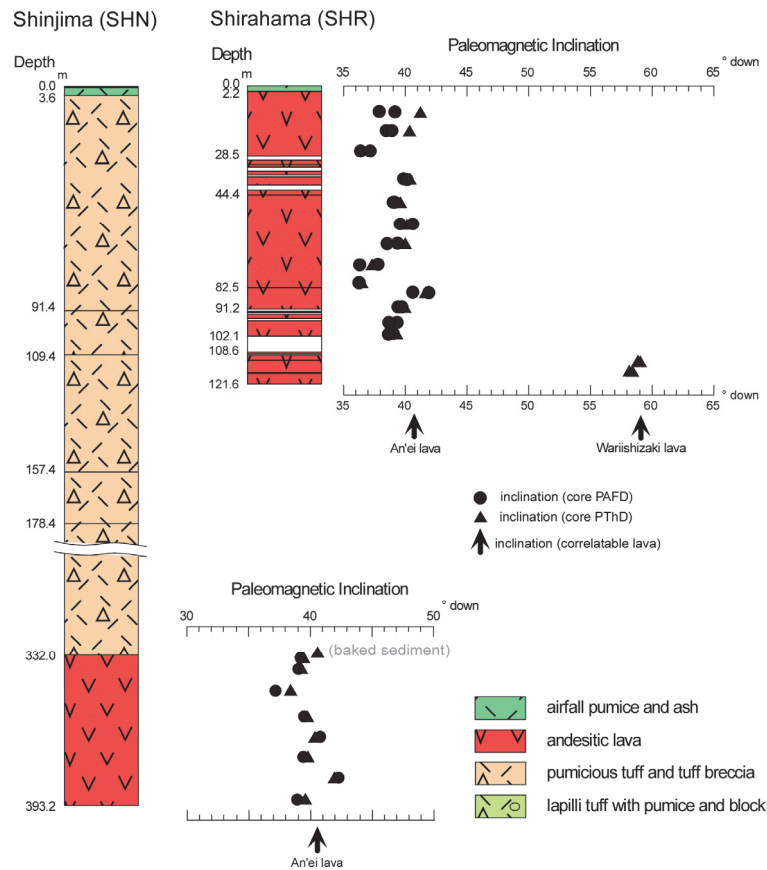 Shinjima (SHN)
Shirahama (SHR)
Depth
m
0.0
3.6
91.4
109.4
157.4
178.4
332.0
393.2
Depth
m
0.0
2.2
28.5
44.4
82.5
91.2
102.1
108.6
121.6
Paleomagnetic Inclination
° down
35 40 45 50 55 60 65
35 40 45 50 55 60 65
° down
An'ei lava
Wariishizaki lava
inclination (core PAFD)
inclination (core PThD)
inclination (correlatable lava)
Paleomagnetic Inclination
° down
30 40 50
(baked sediment)
An'ei lava
airfall pumice and ash
andesitic lava
pumicious tuff and tuff breccia
lapilli tuff with pumice and block